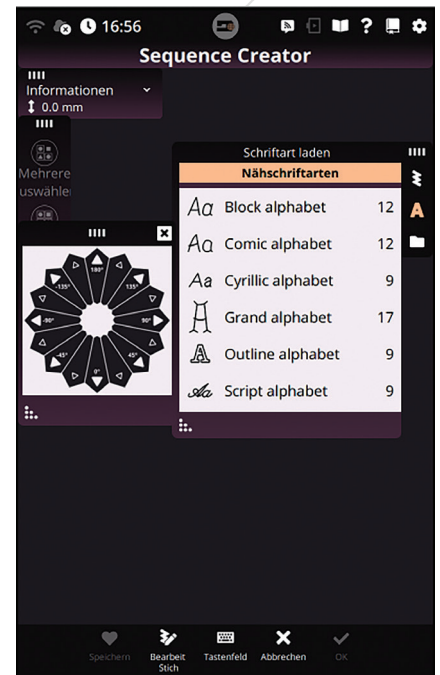 16:56
Sequence Creator
Informationen
0.0 mm
Mehrere
uswähle
Schriftart laden
Nähschriftarten
Aa Block alphabet 12
Aa Comic alphabet 12
Aa Cyrillic alphabet 9
A Grand alphabet 17
A Outline alphabet 9
Aa Script alphabet 9
A
180°
-135° 135°
-90° 90°
-45° 45°
0°
Speichern Bearbeit Stich Tastenfeld Abbrechen OK